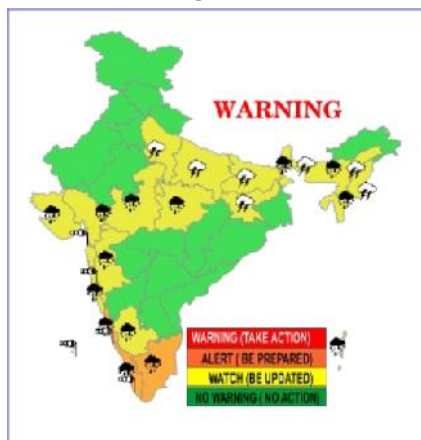 WARNING
WARNING (TAKE ACTION)
ALERT (BE PREPARED)
WATCH (BE UPDATED)
NO WARNING ( NO ACTION)